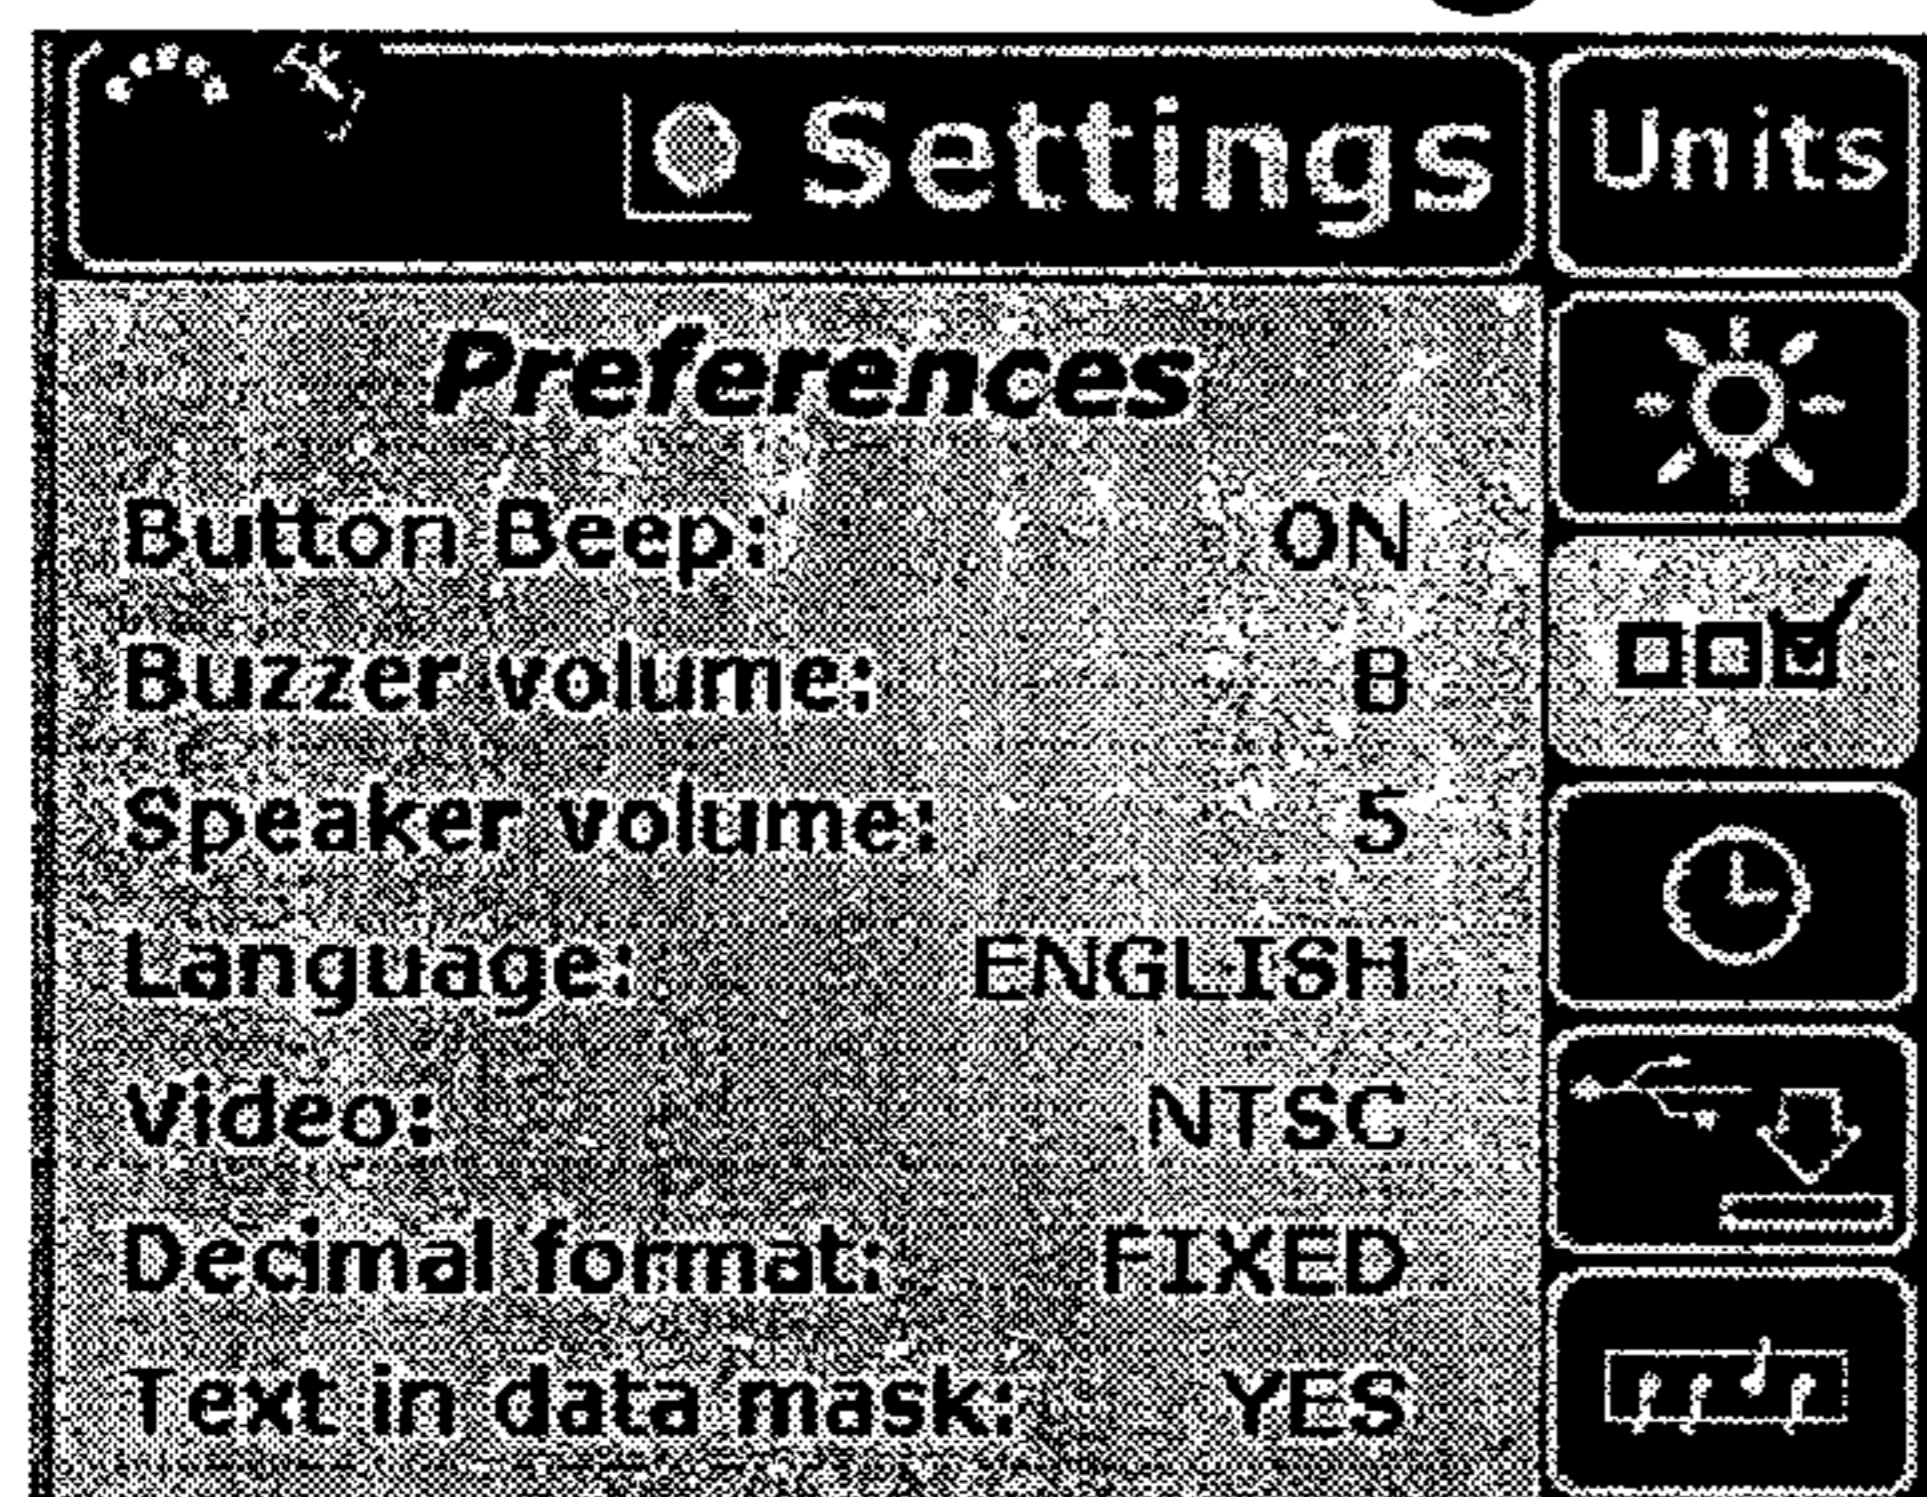 Settings
Units
Preferences
Button Beep: ON
Buzzer volume: 8
Speaker volume: 5
Language: ENGLISH
Video: NTSC
Decimal format: FIXED
Text in data mask: YES